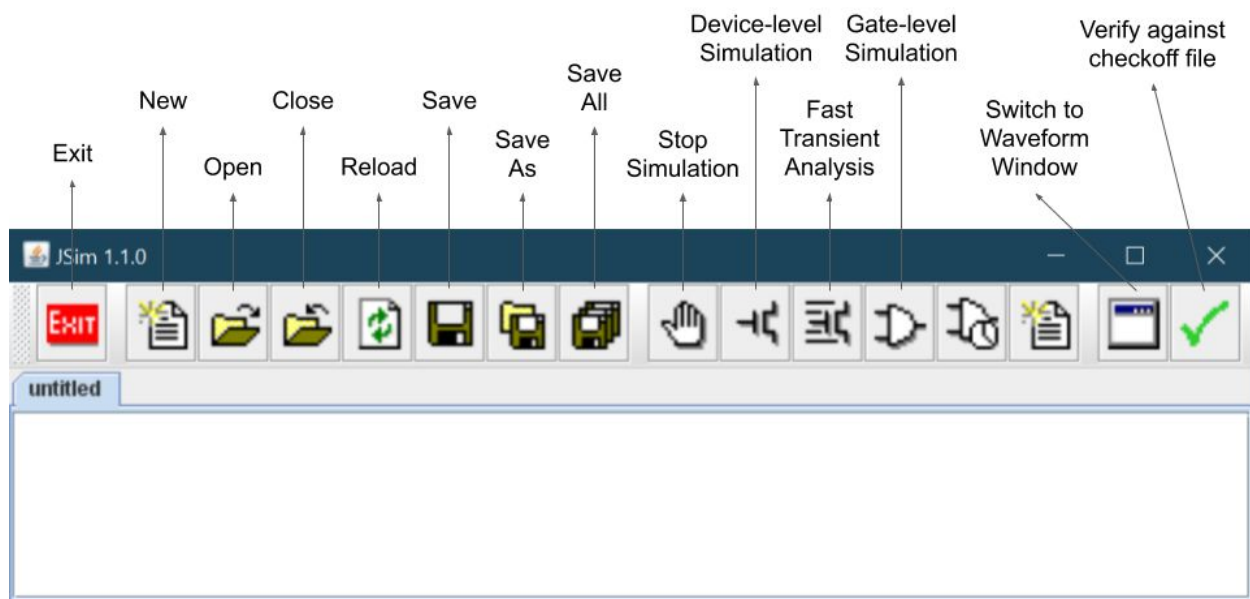 Device-level
Simulation
Gate-level
Simulation
Verify against
checkoff file
Save
All
New
Close
Save
Fast
Transient
Analysis
Switch to
Waveform
Window
Exit
Open
Reload
Save
As
Stop
Simulation
JSim 1.1.0
EXIT
untitled